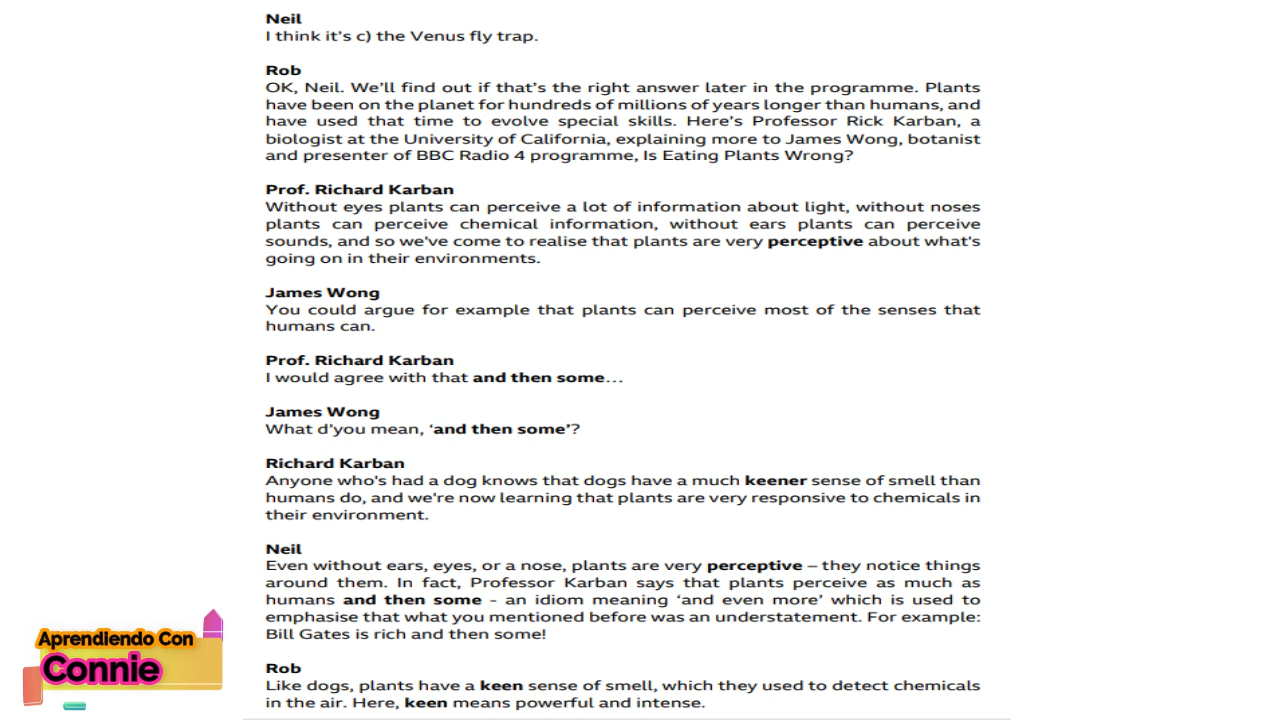 Neil
I think it's c) the Venus fly trap.
Rob
OK, Neil. We'll find out if that's the right answer later in the programme. Plants
have been on the planet for hundreds of millions of years longer than humans, and
have used that time to evolve special skills. Here's Professor Rick Karban, a
biologist at the University of California, explaining more to James Wong, botanist
and presenter of BBC Radio 4 programme, Is Eating Plants Wrong?
Prof. Richard Karban
Without eyes plants can perceive a lot of information about light, without noses
plants can perceive chemical information, without ears plants can perceive
sounds, and so we've come to realise that plants are very perceptive about what's
going on in their environments.
James Wong
You could argue for example that plants can perceive most of the senses that
humans can.
Prof. Richard Karban
I would agree with that and then some…
James Wong
What d'you mean, 'and then some'?
Richard Karban
Anyone who's had a dog knows that dogs have a much keener sense of smell than
humans do, and we're now learning that plants are very responsive to chemicals in
their environment.
Neil
Even without ears, eyes, or a nose, plants are very perceptive – they notice things
around them. In fact, Professor Karban says that plants perceive as much as
humans and then some - an idiom meaning 'and even more' which is used to
emphasise that what you mentioned before was an understatement. For example:
Bill Gates is rich and then some!
Rob
Like dogs, plants have a keen sense of smell, which they used to detect chemicals
in the air. Here, keen means powerful and intense.
Aprendiendo Con
Connie